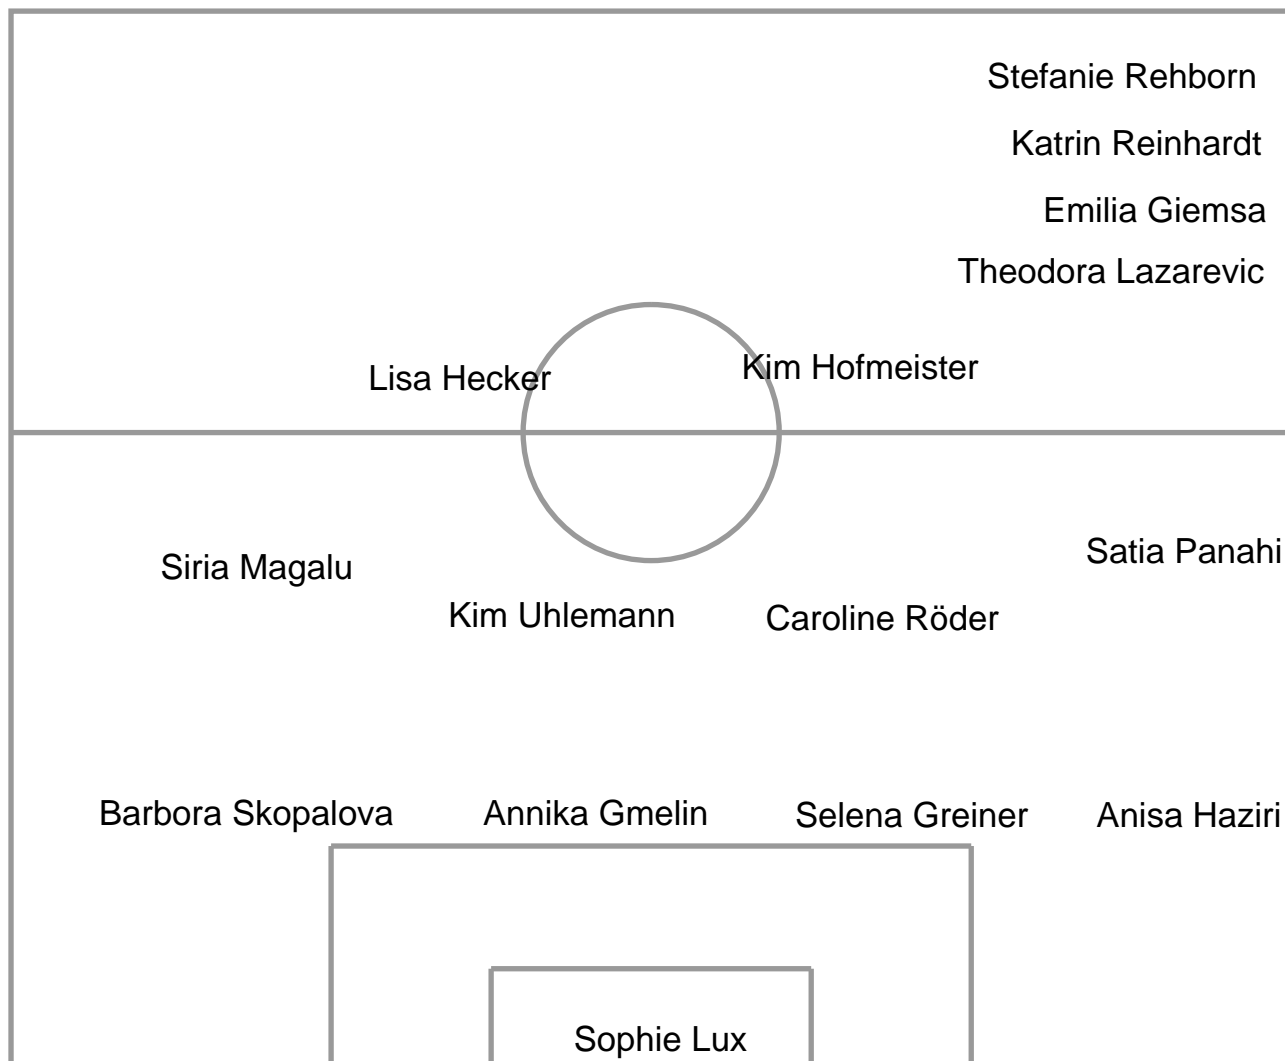 Stefanie Rehborn
Katrin Reinhardt
Emilia Giemsa
Theodora Lazarevic
Lisa Hecker
Kim Hofmeister
Siria Magalu
Satia Panahi
Kim Uhlemann
Caroline Röder
Barbora Skopalova
Annika Gmelin
Selena Greiner
Anisa Haziri
Sophie Lux